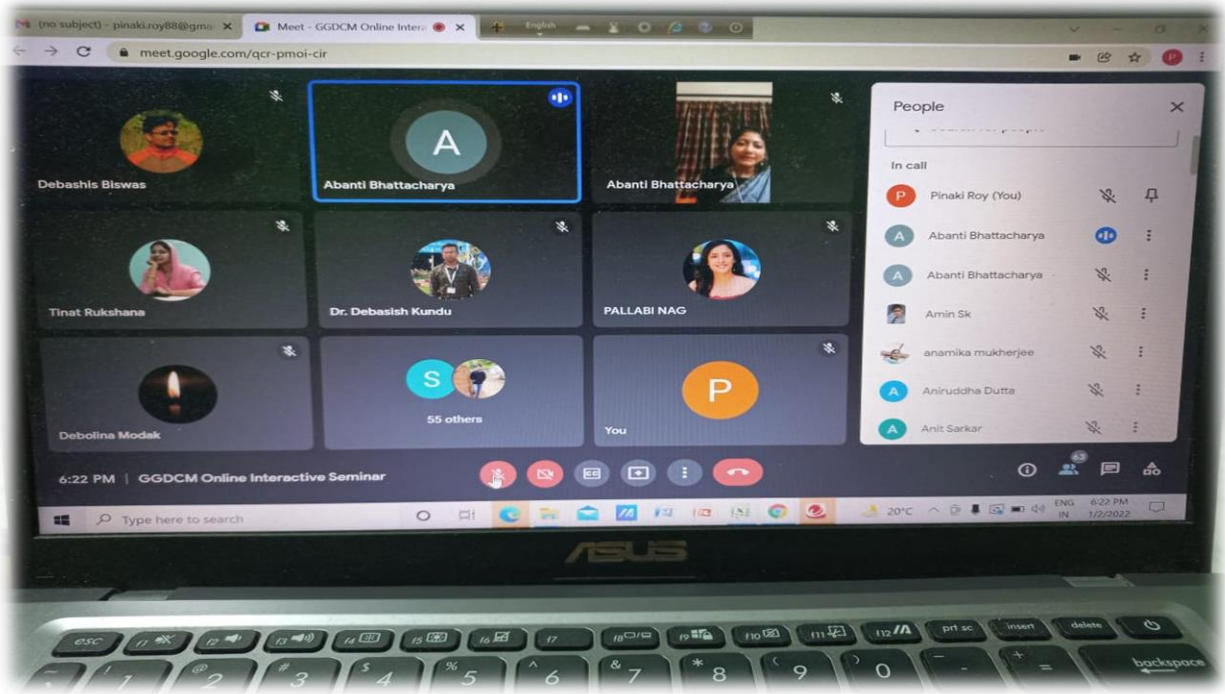 (no subject) - pinaki.roy88@gma
Meet - GGDCM Online Intera
English
meet.google.com/qcr-pmoi-cir
P
Debashis Biswas
A
Abanti Bhattacharya
Abanti Bhattacharya
Tinat Rukshana
Dr. Debasish Kundu
PALLABI NAG
Debolina Modak
S
55 others
P
You
People
In call
P Pinaki Roy (You)
A Abanti Bhattacharya
A Abanti Bhattacharya
Amin Sk
anamika mukherjee
A Aniruddha Dutta
A Anit Sarkar
6:22 PM | GGDCM Online Interactive Seminar
CC
63
Type here to search
20°C
ENG
IN
6:22 PM
1/2/2022
ASUS
esc f1 f2 f3 f4 f5 f6 f7 f8 f9 f10 f11 f12 prt sc insert delete
! @ # $ % ^ & * ( ) _ +
1 2 3 4 5 6 7 8 9 0 - = backspace